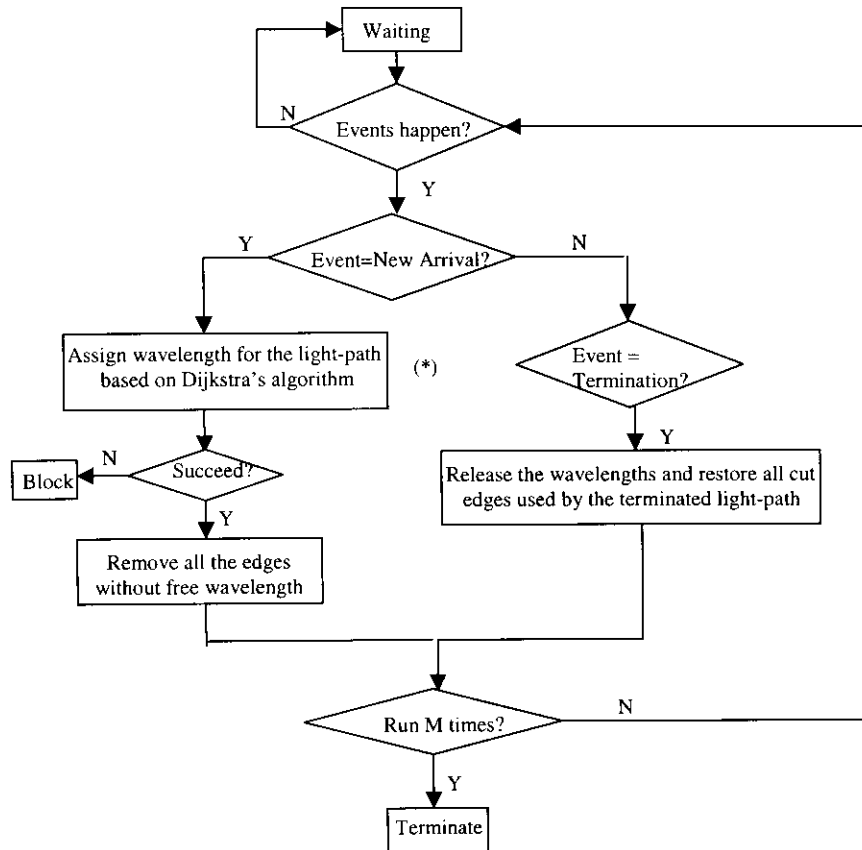 Waiting
N
Events happen?
Y
Y
Event=New Arrival?
N
Assign wavelength for the light-path
based on Dijkstra's algorithm
(*)
Event =
Termination?
N
Succeed?
Block
Y
Y
Release the wavelengths and restore all cut
edges used by the terminated light-path
Remove all the edges
without free wavelength
Run M times?
N
Y
Terminate